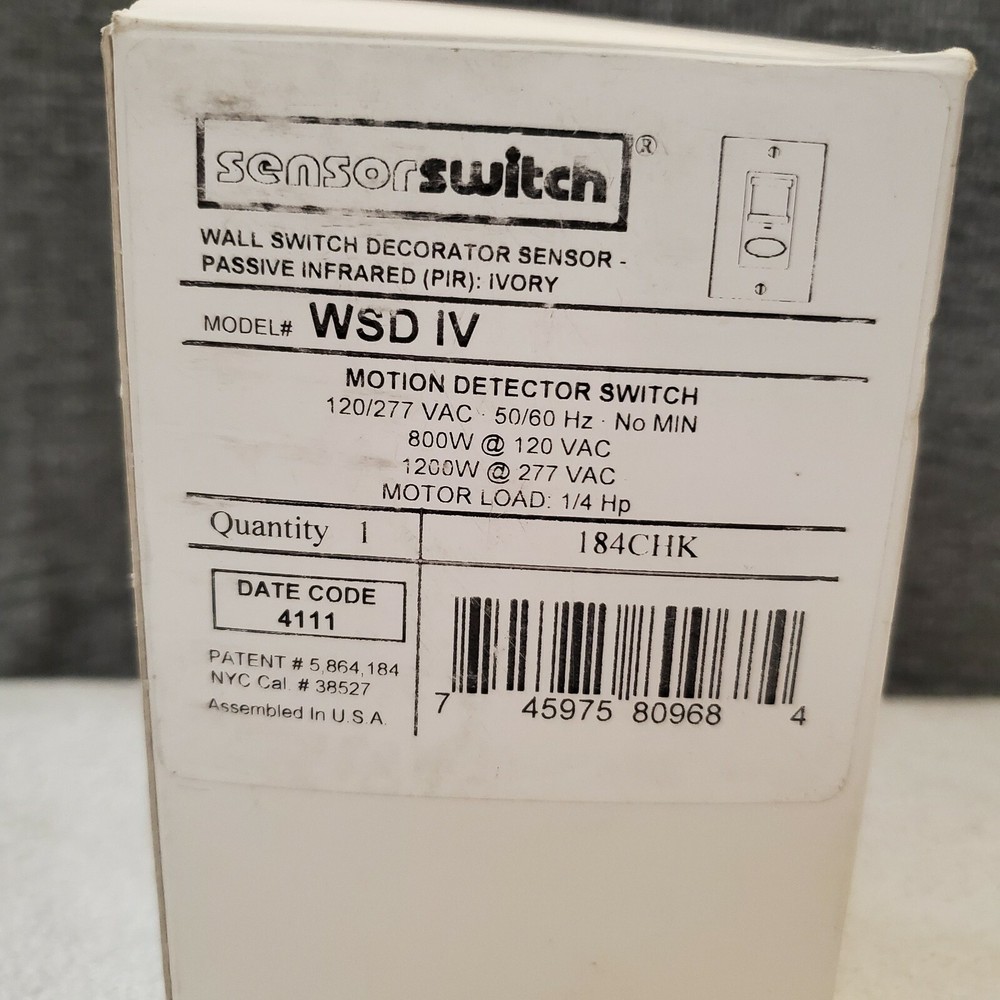 sensorswitch®
WALL SWITCH DECORATOR SENSOR -
PASSIVE INFRARED (PIR): IVORY
MODEL# WSD IV
MOTION DETECTOR SWITCH
120/277 VAC · 50/60 Hz · No MIN
800W @ 120 VAC
1200W @ 277 VAC
MOTOR LOAD: 1/4 Hp
Quantity 1 184CHK
DATE CODE
4111
PATENT # 5,864,184
NYC Cal. # 38527
Assembled In U.S.A.
7 45975 80968 4